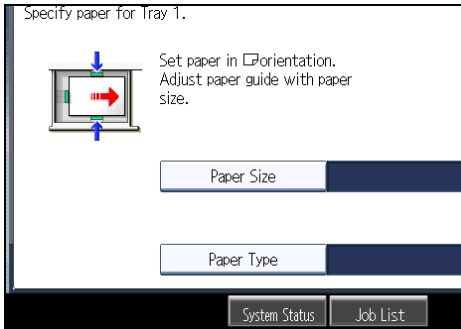 Specify paper for Tray 1.
Set paper in orientation.
Adjust paper guide with paper
size.
Paper Size
Paper Type
System Status
Job List